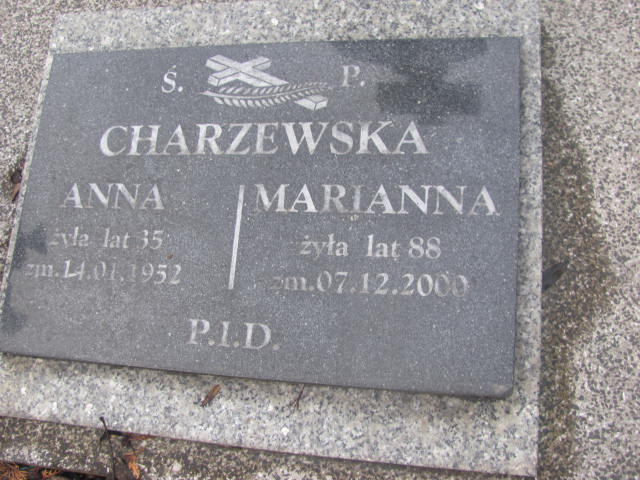 Ś. P.
CHARZEWSKA
ANNA
żyła lat 35
zm.14.01.1952
MARIANNA
żyła lat 88
zm.07.12.2000
P.I.D.